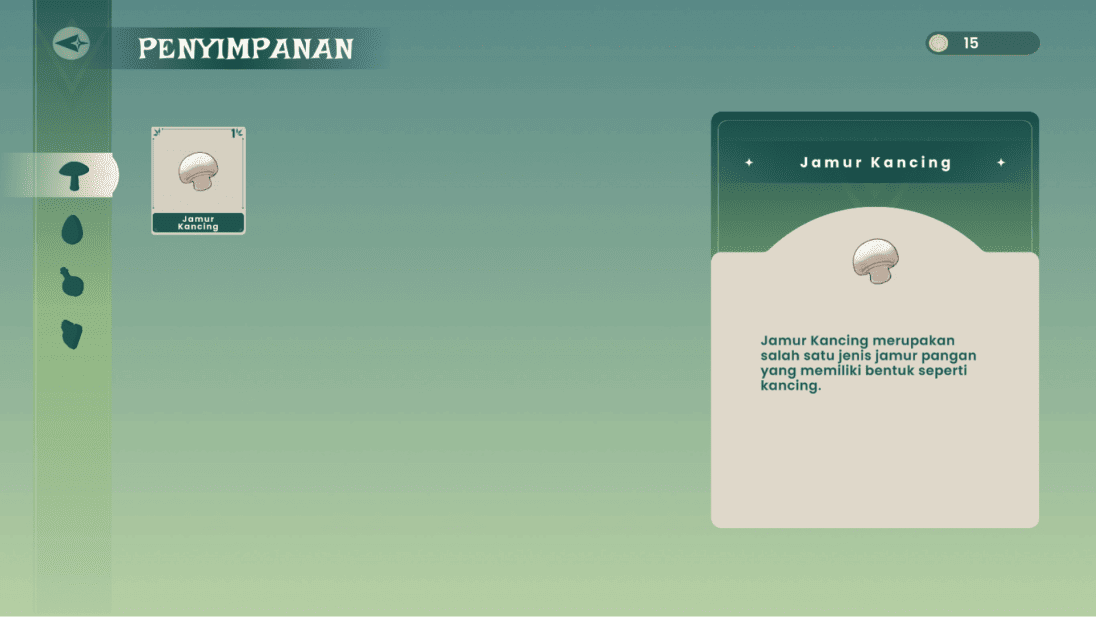 PENYIMPANAN
15
1
Jamur
Kancing
Jamur Kancing
Jamur Kancing merupakan
salah satu jenis jamur pangan
yang memiliki bentuk seperti
kancing.